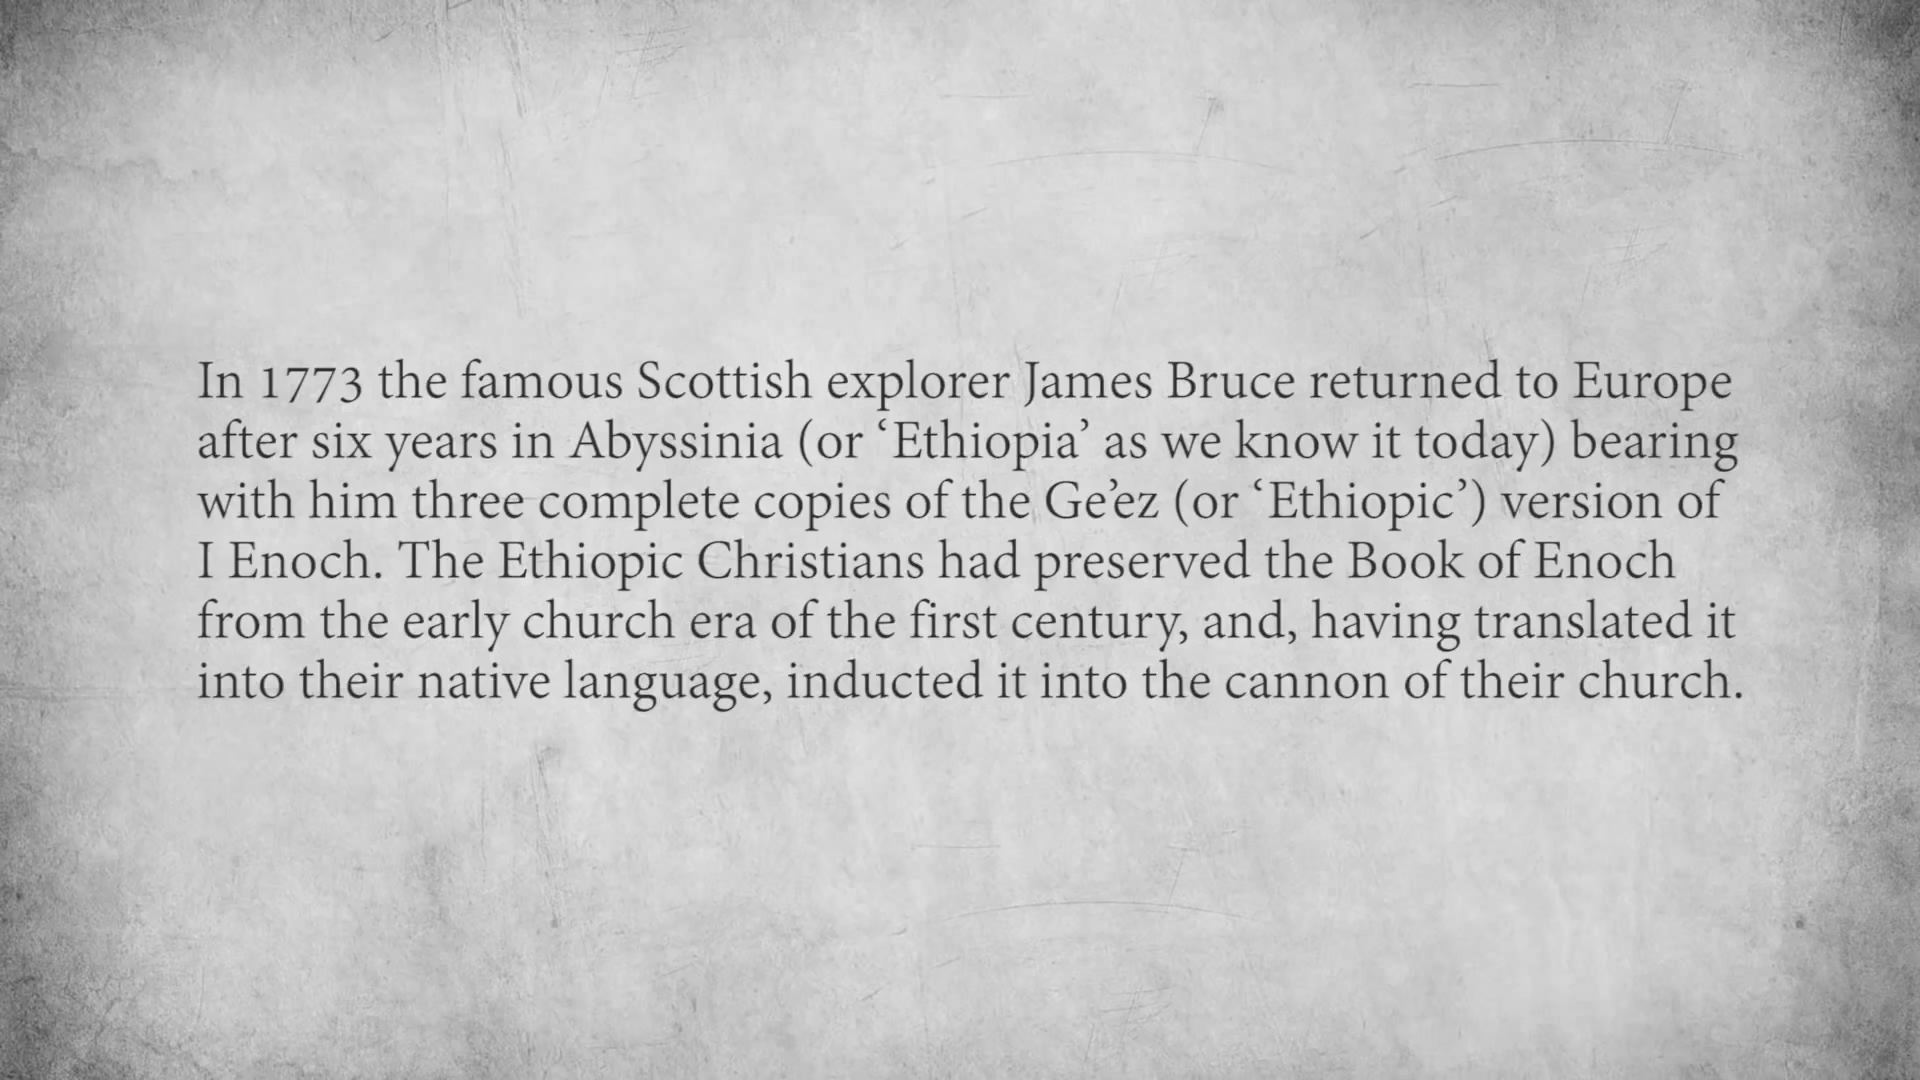 In 1773 the famous Scottish explorer James Bruce returned to Europe
after six years in Abyssinia (or ‘Ethiopia’ as we know it today) bearing
with him three complete copies of the Ge’ez (or ‘Ethiopic’) version of
I Enoch. The Ethiopic Christians had preserved the Book of Enoch
from the early church era of the first century, and, having translated it
into their native language, inducted it into the cannon of their church.